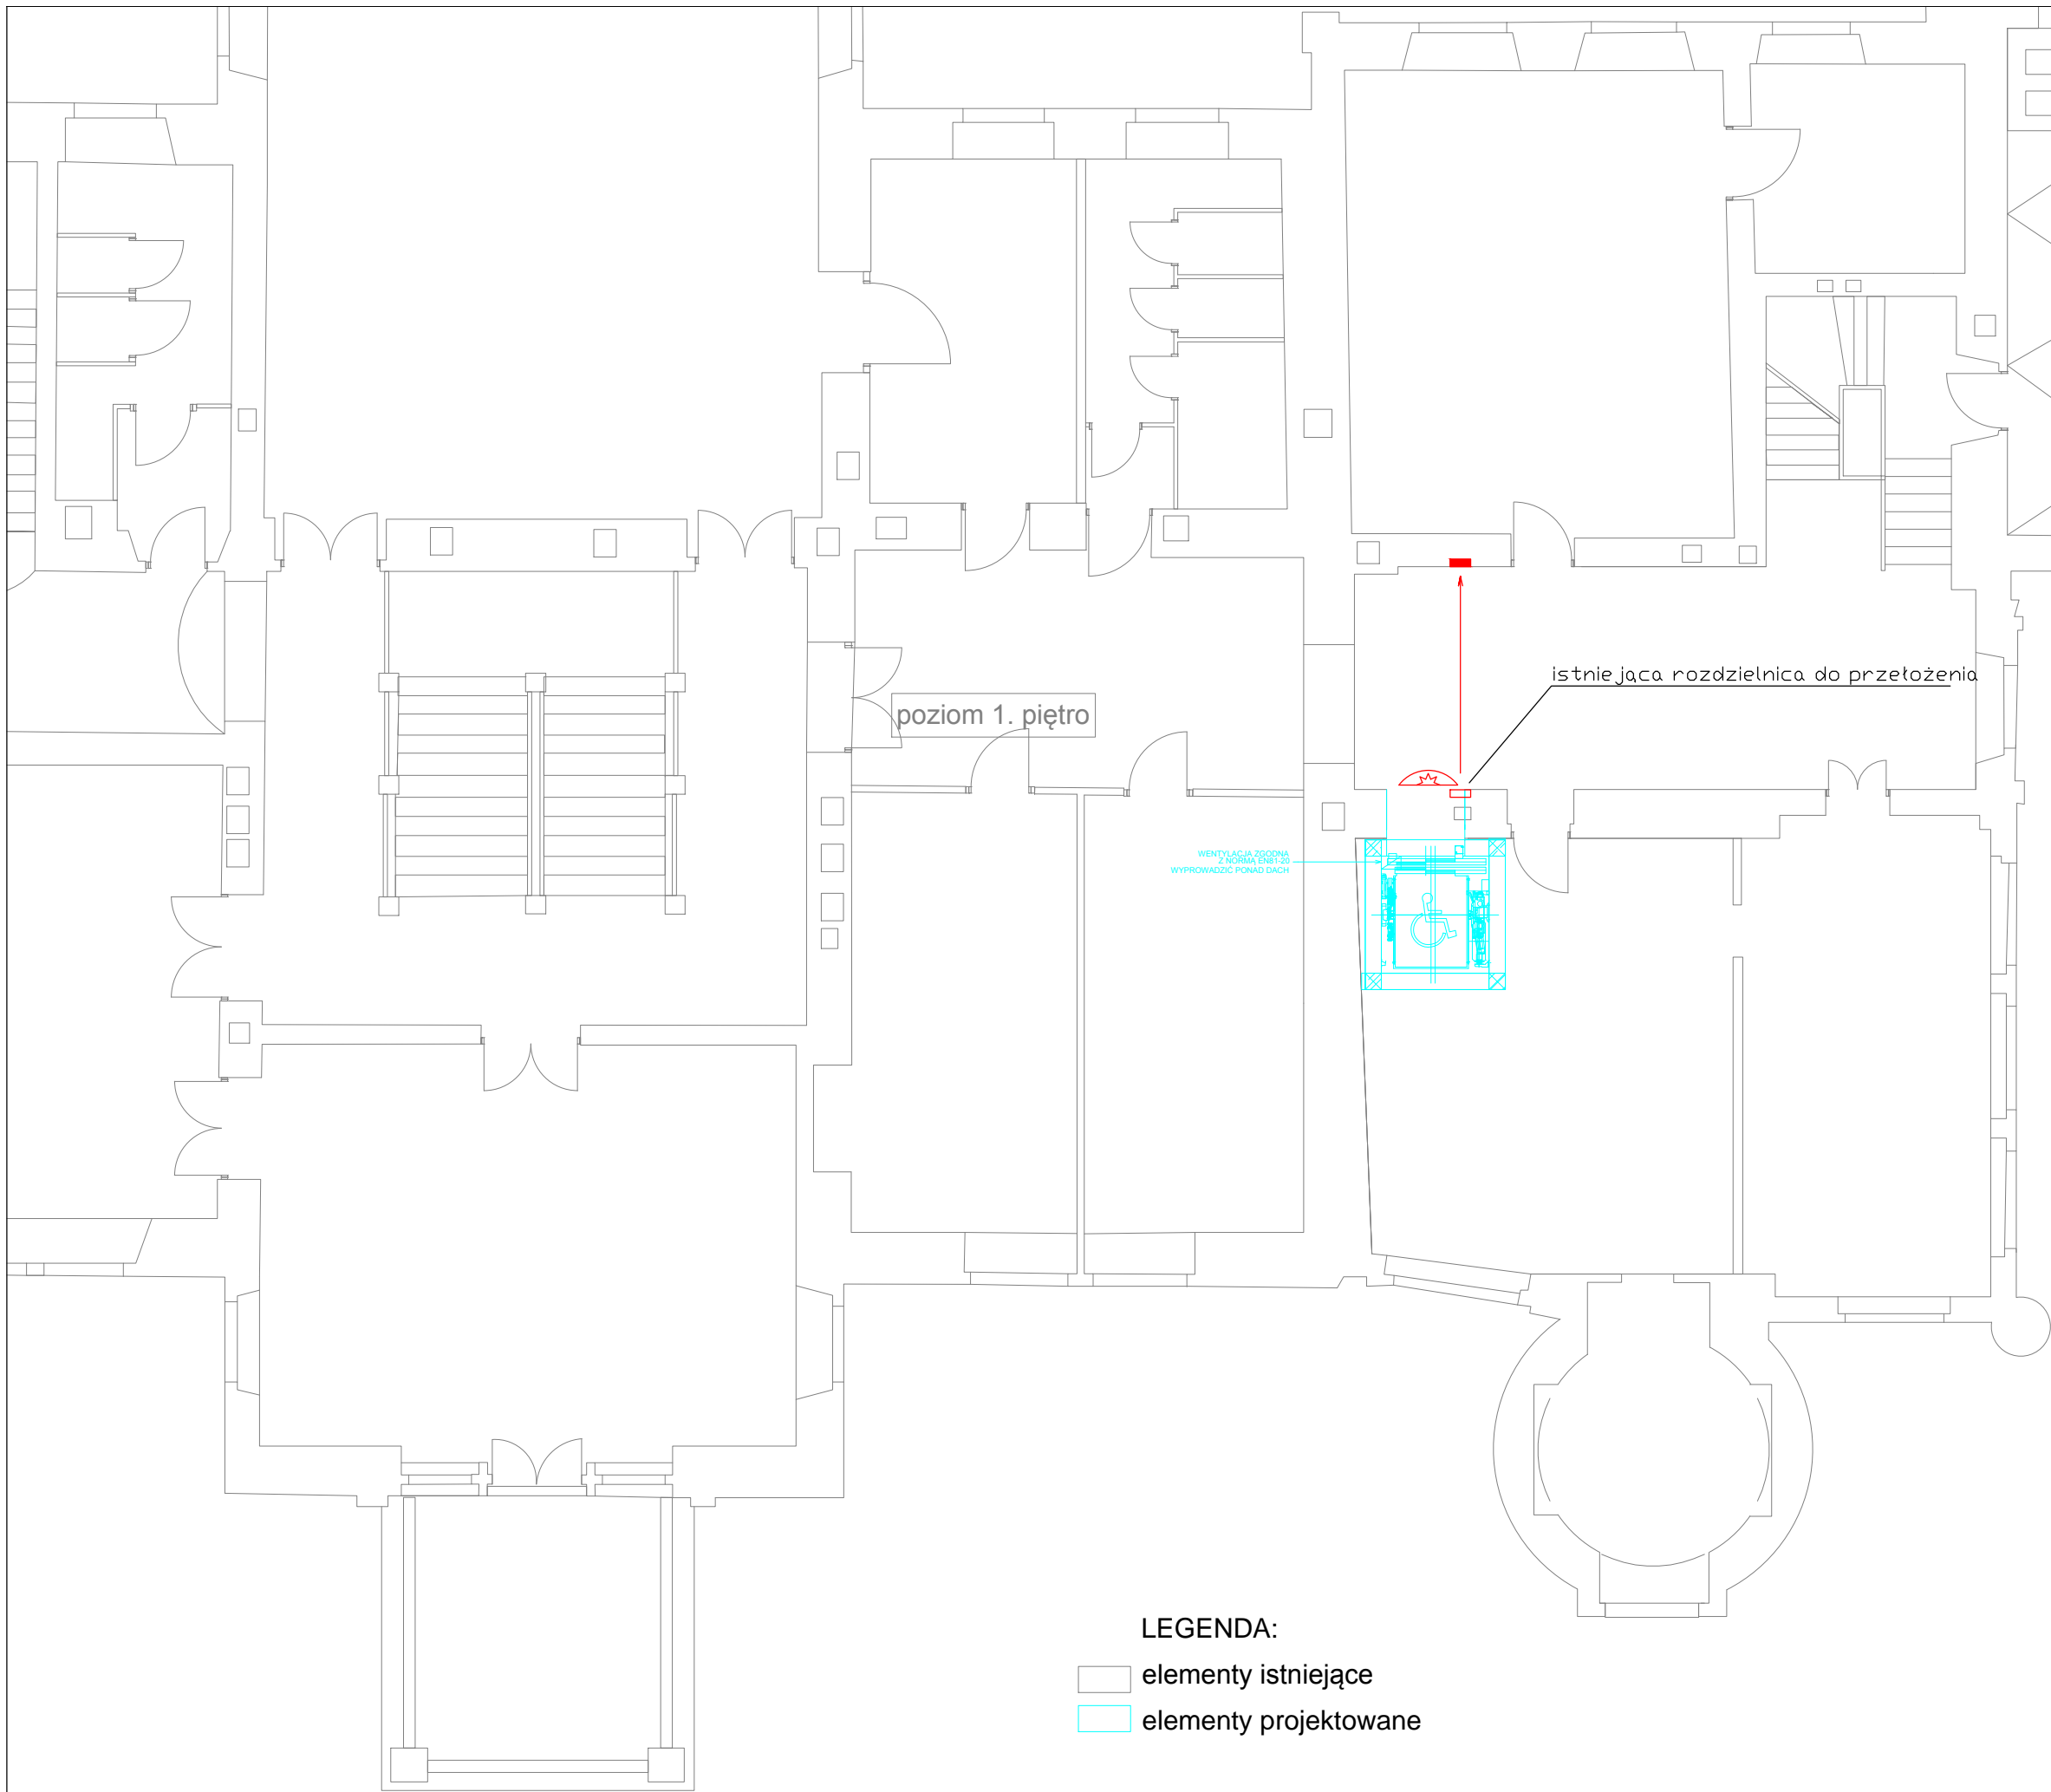 istniejąca rozdzielnica do przełożenia
poziom 1. piętro
WENTYLACJA ZGODNA
Z NORMĄ EN81-20
WYPROWADZIĆ PONAD DACH
LEGENDA:
elementy istniejące
elementy projektowane